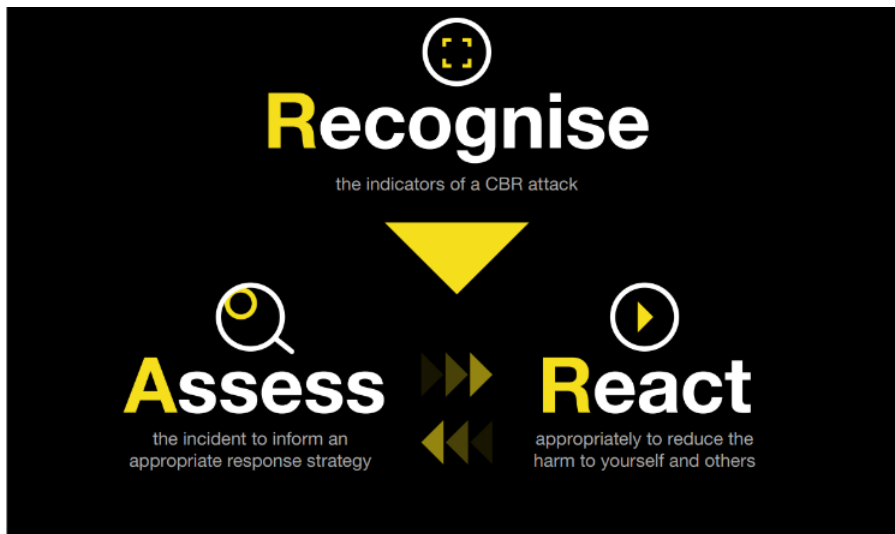 Recognise
the indicators of a CBR attack
Assess
the incident to inform an
appropriate response strategy
React
appropriately to reduce the
harm to yourself and others